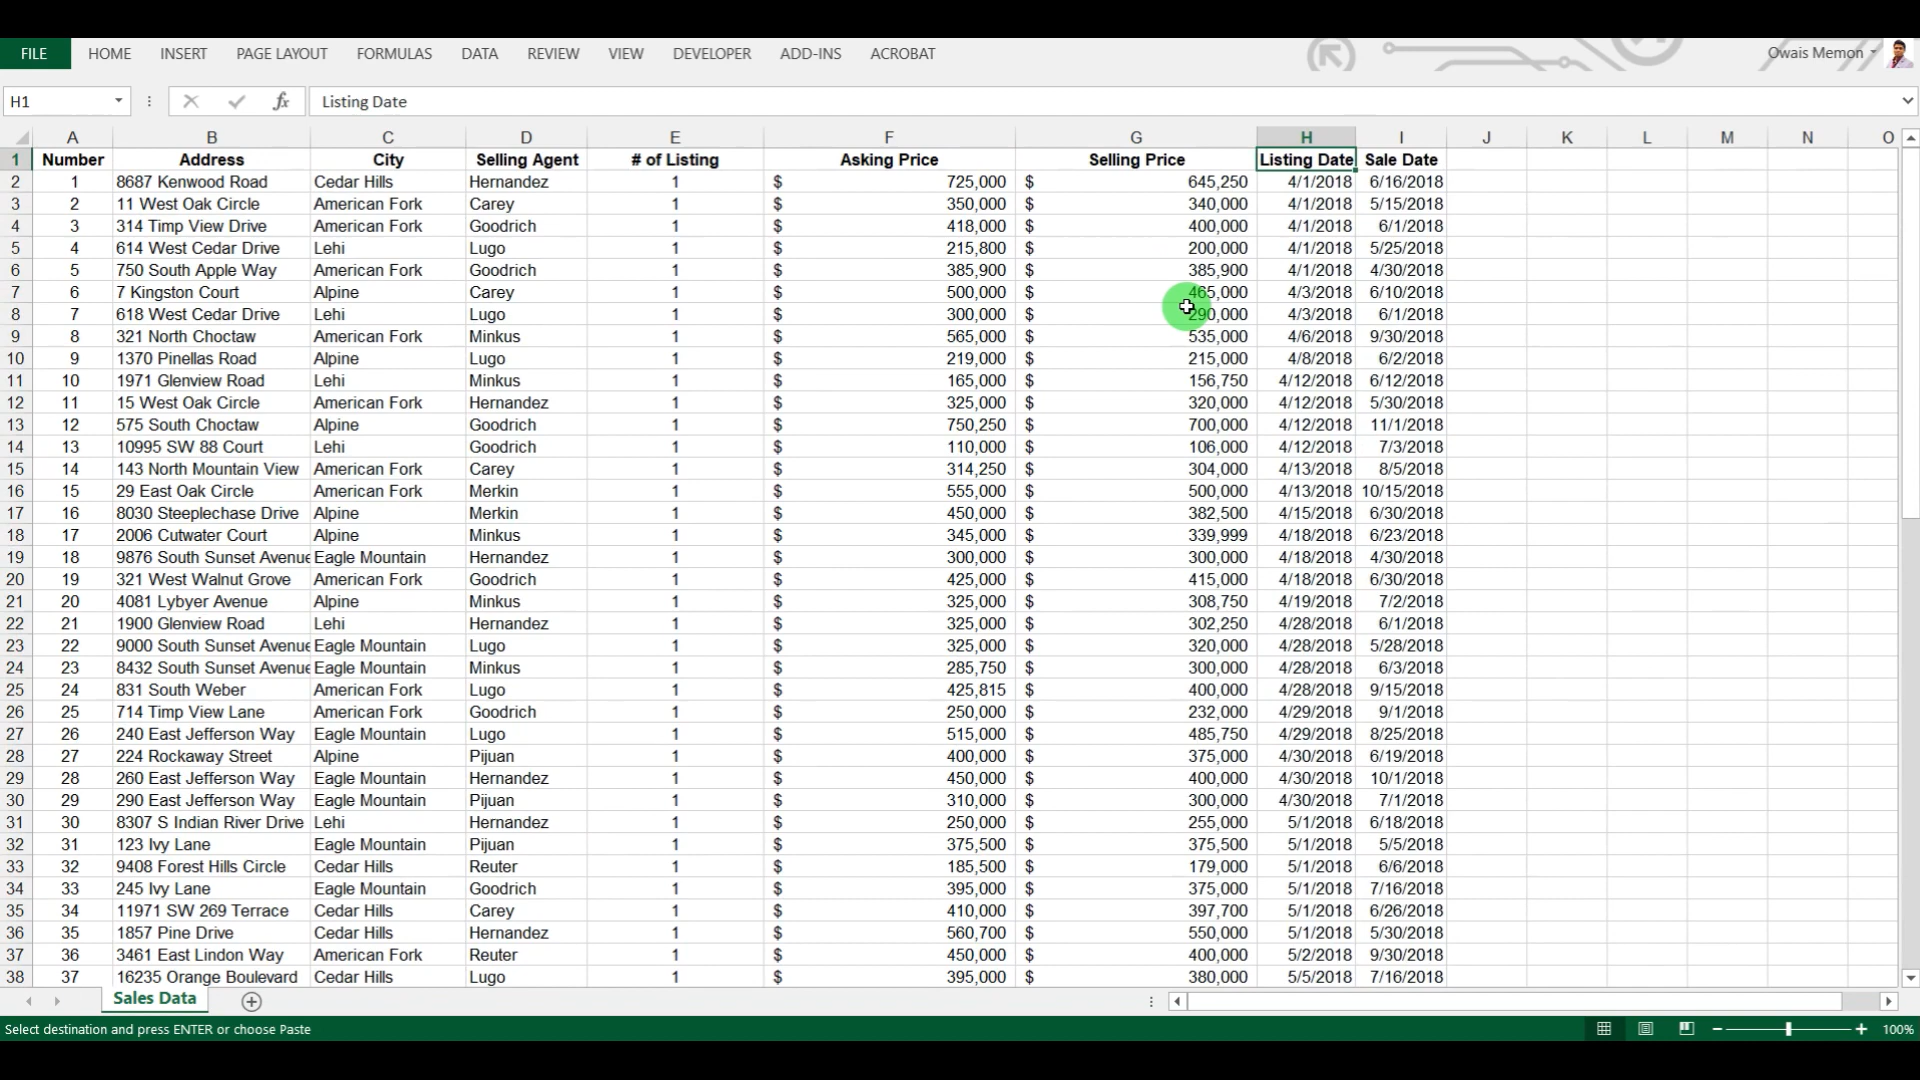 FILE HOME INSERT PAGE LAYOUT FORMULAS DATA REVIEW VIEW DEVELOPER ADD-INS ACROBAT Owais Memon
H1 fx Listing Date
A B C D E F G H I J K L M N O
1 Number Address City Selling Agent # of Listing Asking Price Selling Price Listing Date Sale Date
2 1 8687 Kenwood Road Cedar Hills Hernandez 1 $ 725,000 $ 645,250 4/1/2018 6/16/2018
3 2 11 West Oak Circle American Fork Carey 1 $ 350,000 $ 340,000 4/1/2018 5/15/2018
4 3 314 Timp View Drive American Fork Goodrich 1 $ 418,000 $ 400,000 4/1/2018 6/1/2018
5 4 614 West Cedar Drive Lehi Lugo 1 $ 215,800 $ 200,000 4/1/2018 5/25/2018
6 5 750 South Apple Way American Fork Goodrich 1 $ 385,900 $ 385,900 4/1/2018 4/30/2018
7 6 7 Kingston Court Alpine Carey 1 $ 500,000 $ 465,000 4/3/2018 6/10/2018
8 7 618 West Cedar Drive Lehi Lugo 1 $ 300,000 $ 290,000 4/3/2018 6/1/2018
9 8 321 North Choctaw American Fork Minkus 1 $ 565,000 $ 535,000 4/6/2018 9/30/2018
10 9 1370 Pinellas Road Alpine Lugo 1 $ 219,000 $ 215,000 4/8/2018 6/2/2018
11 10 1971 Glenview Road Lehi Minkus 1 $ 165,000 $ 156,750 4/12/2018 6/12/2018
12 11 15 West Oak Circle American Fork Hernandez 1 $ 325,000 $ 320,000 4/12/2018 5/30/2018
13 12 575 South Choctaw Alpine Goodrich 1 $ 750,250 $ 700,000 4/12/2018 11/1/2018
14 13 10995 SW 88 Court Lehi Goodrich 1 $ 110,000 $ 106,000 4/12/2018 7/3/2018
15 14 143 North Mountain View American Fork Carey 1 $ 314,250 $ 304,000 4/13/2018 8/5/2018
16 15 29 East Oak Circle American Fork Merkin 1 $ 555,000 $ 500,000 4/13/2018 10/15/2018
17 16 8030 Steeplechase Drive Alpine Merkin 1 $ 450,000 $ 382,500 4/15/2018 6/30/2018
18 17 2006 Cutwater Court Alpine Minkus 1 $ 345,000 $ 339,999 4/18/2018 6/23/2018
19 18 9876 South Sunset Avenue Eagle Mountain Hernandez 1 $ 300,000 $ 300,000 4/18/2018 4/30/2018
20 19 321 West Walnut Grove American Fork Goodrich 1 $ 425,000 $ 415,000 4/18/2018 6/30/2018
21 20 4081 Lybyer Avenue Alpine Minkus 1 $ 325,000 $ 308,750 4/19/2018 7/2/2018
22 21 1900 Glenview Road Lehi Hernandez 1 $ 325,000 $ 302,250 4/28/2018 6/1/2018
23 22 9000 South Sunset Avenue Eagle Mountain Lugo 1 $ 325,000 $ 320,000 4/28/2018 5/28/2018
24 23 8432 South Sunset Avenue Eagle Mountain Minkus 1 $ 285,750 $ 300,000 4/28/2018 6/3/2018
25 24 831 South Weber American Fork Lugo 1 $ 425,815 $ 400,000 4/28/2018 9/15/2018
26 25 714 Timp View Lane American Fork Goodrich 1 $ 250,000 $ 232,000 4/29/2018 9/1/2018
27 26 240 East Jefferson Way Eagle Mountain Lugo 1 $ 515,000 $ 485,750 4/29/2018 8/25/2018
28 27 224 Rockaway Street Alpine Pijuan 1 $ 400,000 $ 375,000 4/30/2018 6/19/2018
29 28 260 East Jefferson Way Eagle Mountain Hernandez 1 $ 450,000 $ 400,000 4/30/2018 10/1/2018
30 29 290 East Jefferson Way Eagle Mountain Pijuan 1 $ 310,000 $ 300,000 4/30/2018 7/1/2018
31 30 8307 S Indian River Drive Lehi Hernandez 1 $ 250,000 $ 255,000 5/1/2018 6/18/2018
32 31 123 Ivy Lane Eagle Mountain Pijuan 1 $ 375,500 $ 375,500 5/1/2018 5/5/2018
33 32 9408 Forest Hills Circle Cedar Hills Reuter 1 $ 185,500 $ 179,000 5/1/2018 6/6/2018
34 33 245 Ivy Lane Eagle Mountain Goodrich 1 $ 395,000 $ 375,000 5/1/2018 7/16/2018
35 34 11971 SW 269 Terrace Cedar Hills Carey 1 $ 410,000 $ 397,700 5/1/2018 6/26/2018
36 35 1857 Pine Drive Cedar Hills Hernandez 1 $ 560,700 $ 550,000 5/1/2018 5/30/2018
37 36 3461 East Lindon Way American Fork Reuter 1 $ 450,000 $ 400,000 5/2/2018 9/30/2018
38 37 16235 Orange Boulevard Cedar Hills Lugo 1 $ 395,000 $ 380,000 5/5/2018 7/16/2018
Sales Data
Select destination and press ENTER or choose Paste 100%